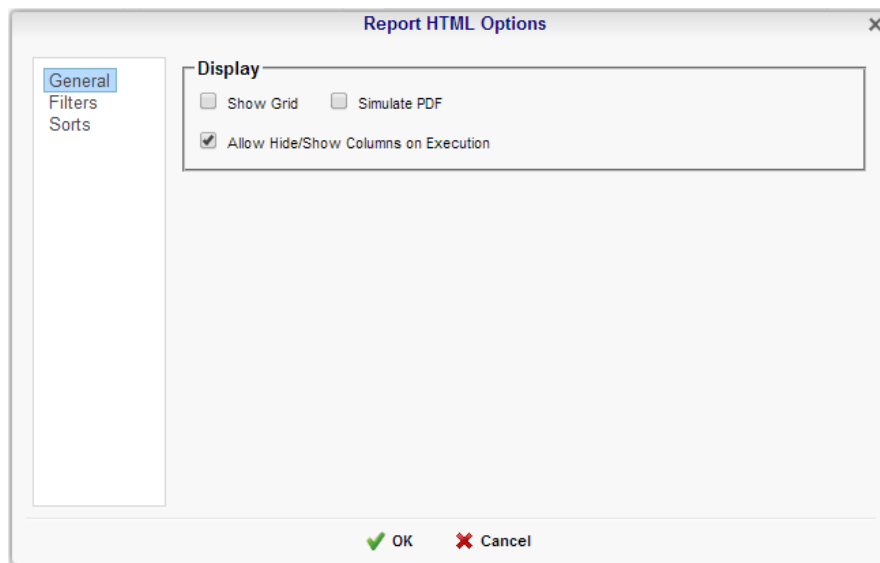 Report HTML Options
General
Filters
Sorts
Display
Show Grid Simulate PDF
Allow Hide/Show Columns on Execution
OK Cancel